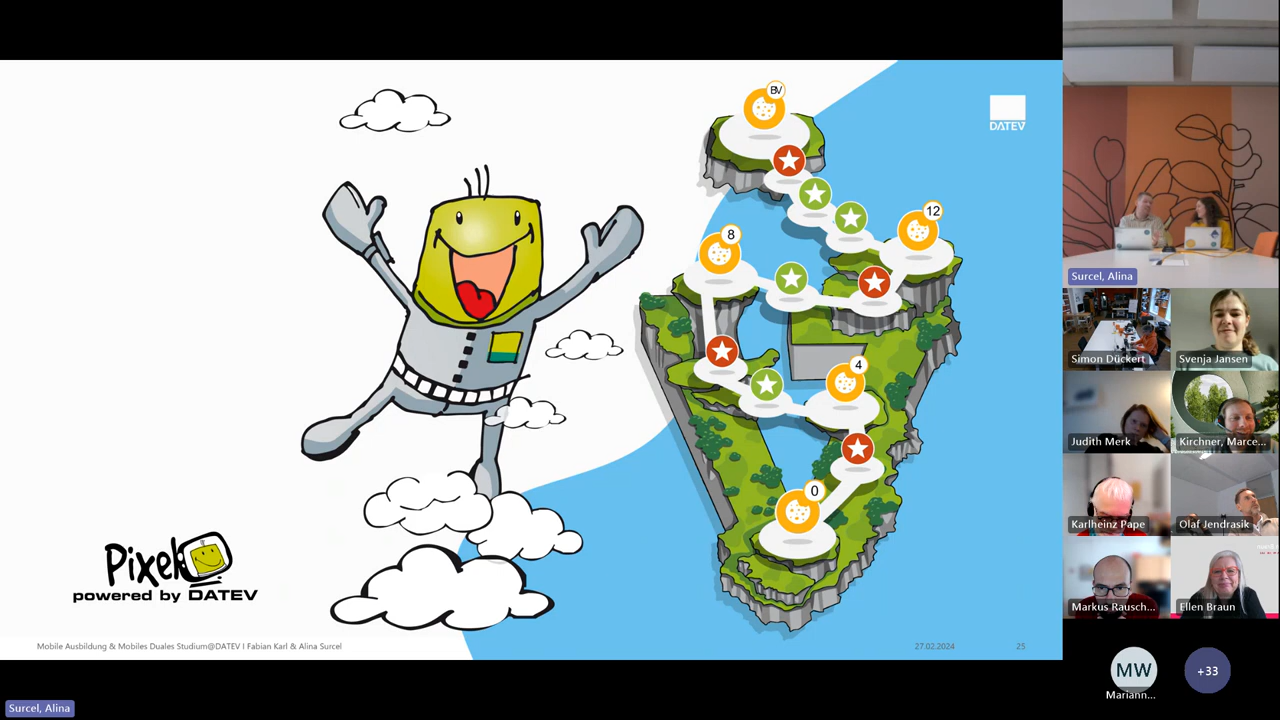 BV
DATEV
12
8
4
0
Pixel
powered by DATEV
Mobile Ausbildung & Mobiles Duales Studium@DATEV I Fabian Karl & Alina Surcel
27.02.2024
25
Surcel, Alina
Surcel, Alina
Simon Dückert
Svenja Jansen
Judith Merk
Kirchner, Marce...
Karlheinz Pape
Olaf Jendrasik
Markus Rausch...
Ellen Braun
MW
Mariann...
+33